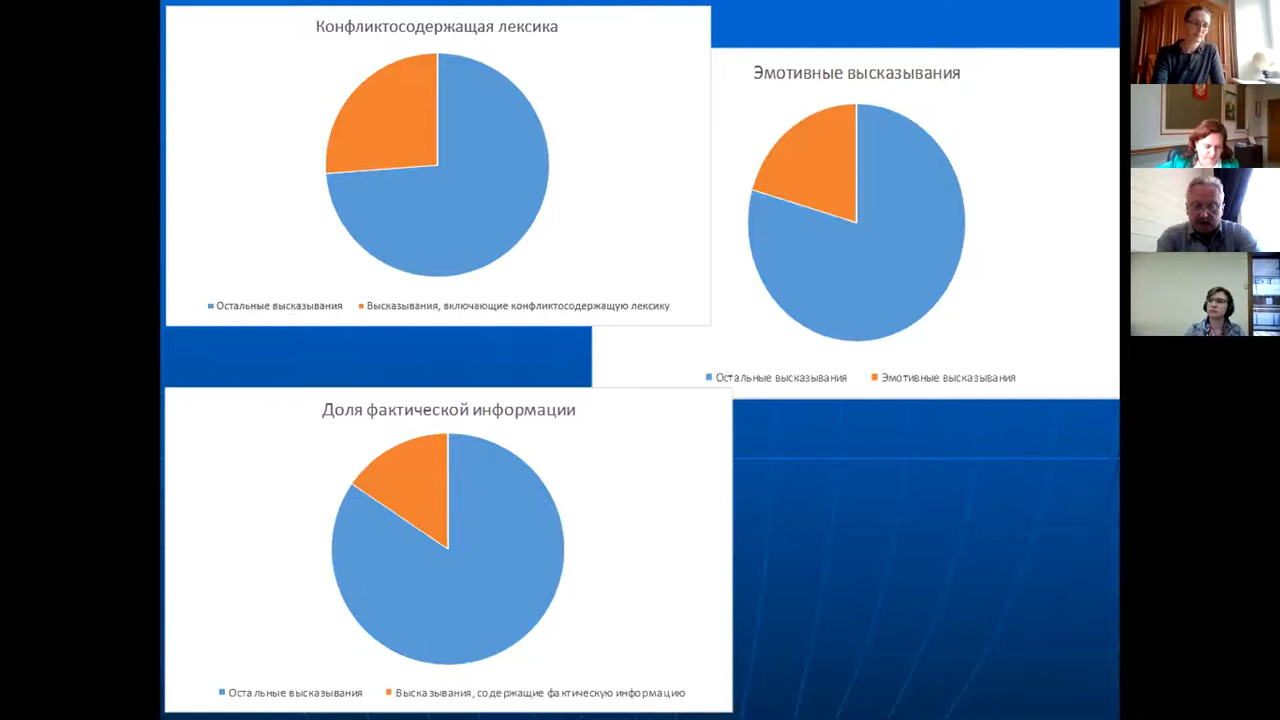 Конфликтосодержащая лексика
Остальные высказывания
Высказывания, включающие конфликтосодержащую лексику
Эмотивные высказывания
Остальные высказывания
Эмотивные высказывания
Доля фактической информации
Остальные высказывания
Высказывания, содержащие фактическую информацию